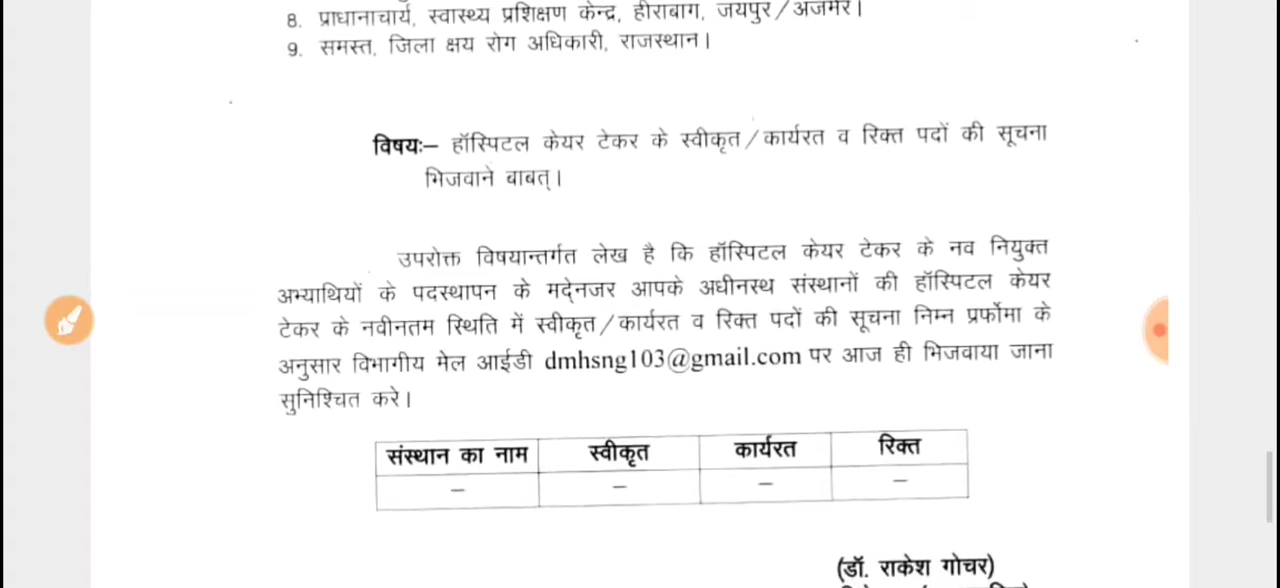 8. प्राधानाचार्य, स्वास्थ्य प्रशिक्षण केन्द्र, हीराबाग, जयपुर/अजमेर।
9. समस्त, जिला क्षय रोग अधिकारी, राजस्थान।
विषयः– हॉस्पिटल केयर टेकर के स्वीकृत/कार्यरत व रिक्त पदों की सूचना
भिजवाने बाबत्।
उपरोक्त विषयान्तर्गत लेख है कि हॉस्पिटल केयर टेकर के नव नियुक्त
अभ्याथियों के पदस्थापन के मद्देनजर आपके अधीनस्थ संस्थानों की हॉस्पिटल केयर
टेकर के नवीनतम स्थिति में स्वीकृत/कार्यरत व रिक्त पदों की सूचना निम्न प्रर्फोमा के
अनुसार विभागीय मेल आईडी dmhsng103@gmail.com पर आज ही भिजवाया जाना
सुनिश्चित करे।
संस्थान का नाम स्वीकृत कार्यरत रिक्त
– – – –
(डॉ. राकेश गोचर)